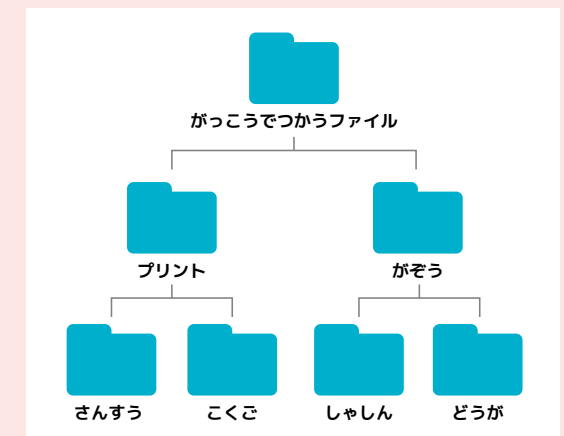 がっこうでつかうファイル
プリント
がぞう
さんすう
こくご
しゃしん
どうが